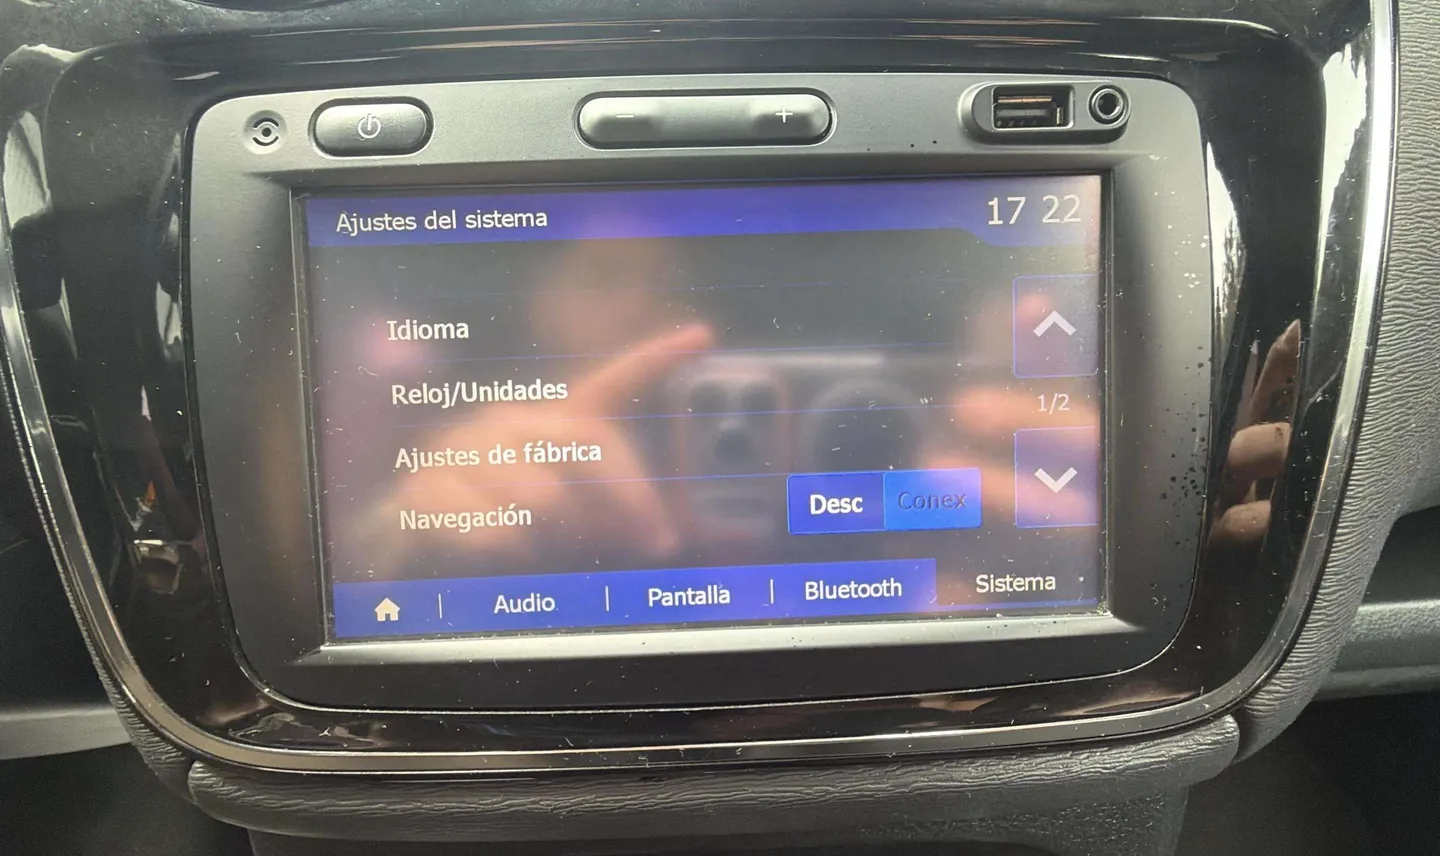 − +
Ajustes del sistema 17 22
Idioma
Reloj/Unidades
1/2
Ajustes de fábrica
Navegación Desc Conex
Audio | Pantalla | Bluetooth Sistema